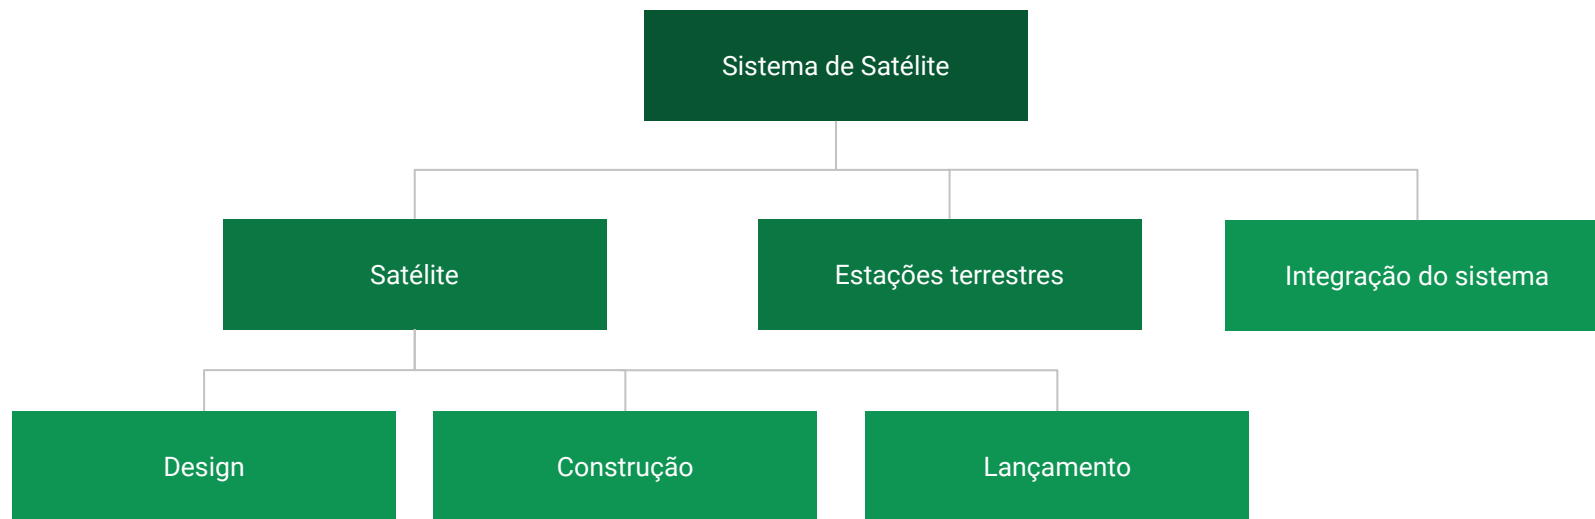 Sistema de Satélite
Satélite
Estações terrestres
Integração do sistema
Design
Construção
Lançamento